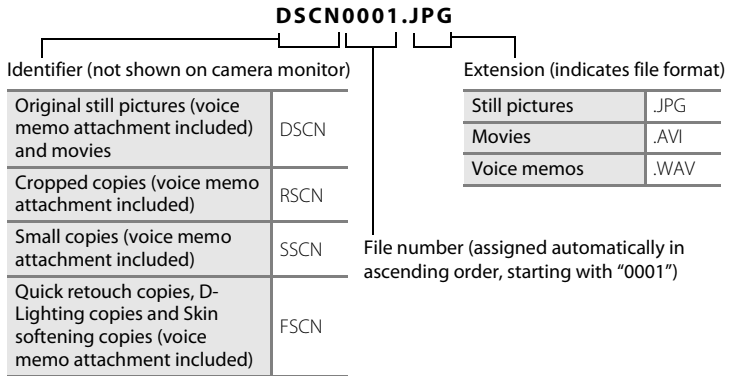 DSCN0001.JPG
Identifier (not shown on camera monitor)
Original still pictures (voice
memo attachment included)
and movies
DSCN
Cropped copies (voice memo
attachment included)
RSCN
Small copies (voice memo
attachment included)
SSCN
Quick retouch copies, D-
Lighting copies and Skin
softening copies (voice
memo attachment included)
FSCN
Extension (indicates file format)
Still pictures .JPG
Movies .AVI
Voice memos .WAV
File number (assigned automatically in
ascending order, starting with “0001”)